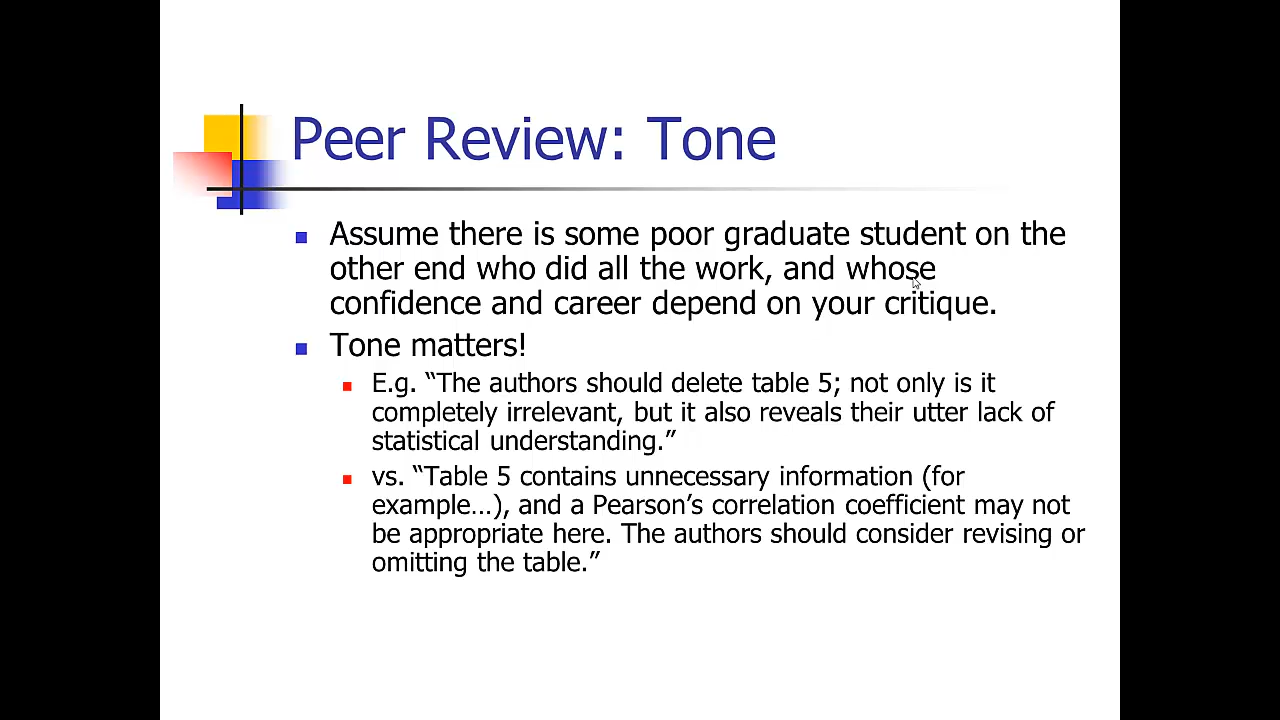 Peer Review: Tone
Assume there is some poor graduate student on the
other end who did all the work, and whose
confidence and career depend on your critique.
Tone matters!
E.g. “The authors should delete table 5; not only is it
completely irrelevant, but it also reveals their utter lack of
statistical understanding.”
vs. “Table 5 contains unnecessary information (for
example…), and a Pearson’s correlation coefficient may not
be appropriate here. The authors should consider revising or
omitting the table.”